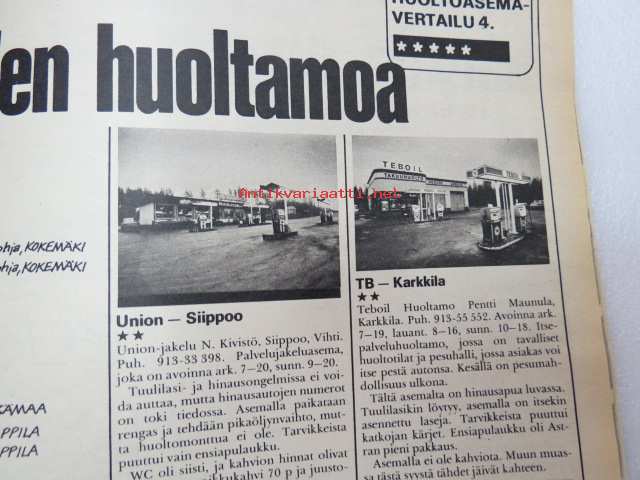 HUOLTOASEMA-
VERTAILU 4.
★★★★★
en huoltamoa
KOKEMÄKI
KOKEMÄKI
KÄMAA
PPILA
PPILA
TEBOIL
Antikvariaatti.net
Union — Siippoo
★★
Union-jakelu N. Kivistö, Siippoo, Vihti.
Puh. 913-33 398. Palvelujakeluasema,
joka on avoinna ark. 7–20, sunn. 9–20.
Tuulilasi- ja hinausongelmissa ei voi-
da auttaa, mutta hinausautojen numerot
on toki tiedossa. Asemalla paikataan
rengas ja tehdään pikaöljynvaihto, mut-
ta huoltomonttua ei ole. Tarvikkeista
puuttui vain ensiapulaukku.
WC oli siisti, ja kahvion hinnat olivat
70 p ja juusto-
TB — Karkkila
★★
Teboil Huoltamo Pentti Maunula,
Karkkila. Puh. 913-55 552. Avoinna ark.
7–19, lauant. 8–16, sunn. 10–18. Itse-
palveluhuoltamo, jossa on tavalliset
huoltotilat ja pesuhalli, jossa asiakas voi
itse pestä autonsa. Kesällä on pesumah-
dollisuus ulkona.
Tältä asemalta on hinausapua luvassa.
Tuulilasikin löytyy, asemalla on itsekin
asennettu laseja. Tarvikkeista puuttui
katkojan kärjet. Ensiapulaukku oli Ast-
ran pieni pakkaus.
Asemalla ei ole kahviota. Muun muas-
sa tästä syystä tähdet jäivät kahteen.